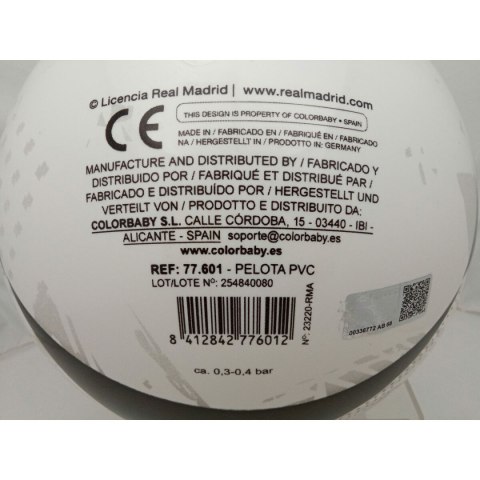 © Licencia Real Madrid | www.realmadrid.com
CE
THIS DESIGN IS PROPERTY OF COLORBABY • SPAIN
MADE IN / FABRICADO EN / FABRIQUÉ EN / FABRICADO
NA / HERGESTELLT IN / PRODOTTO IN: GERMANY
MANUFACTURE AND DISTRIBUTED BY / FABRICADO Y
DISTRIBUIDO POR / FABRIQUÉ ET DISTRIBUÉ PAR /
FABRICADO E DISTRIBUÍDO POR / HERGESTELLT UND
VERTEILT VON / PRODOTTO E DISTRIBUITO DA:
COLORBABY S.L. CALLE CÓRDOBA, 15 - 03440 - IBI -
ALICANTE - SPAIN soporte@colorbaby.es
www.colorbaby.es
REF: 77.601 - PELOTA PVC
LOT/LOTE Nº: 254840080
8 412842 776012
Nº: 23220-RMA
00336772 AB 68
ca. 0,3-0,4 bar